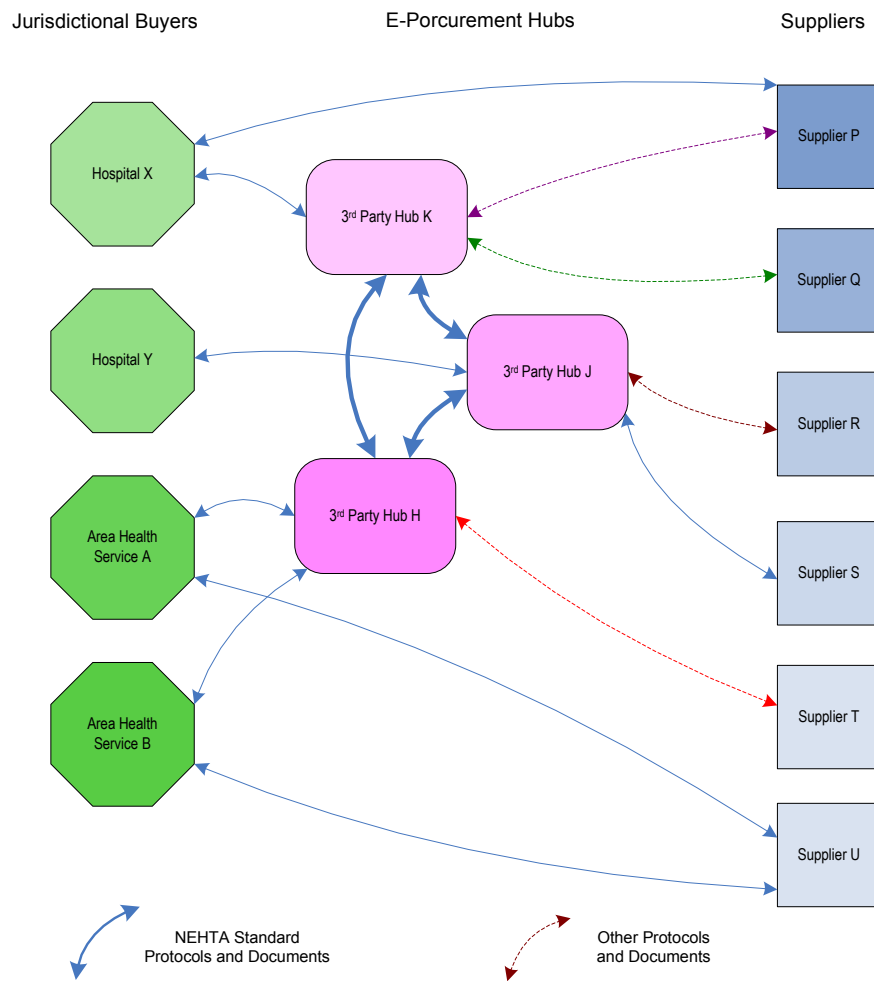 Jurisdictional Buyers
E-Porcurement Hubs
Suppliers
Hospital X
3rd Party Hub K
Supplier P
Supplier Q
Hospital Y
3rd Party Hub J
Supplier R
Area Health
Service A
3rd Party Hub H
Supplier S
Area Health
Service B
Supplier T
Supplier U
NEHTA Standard
Protocols and Documents
Other Protocols
and Documents